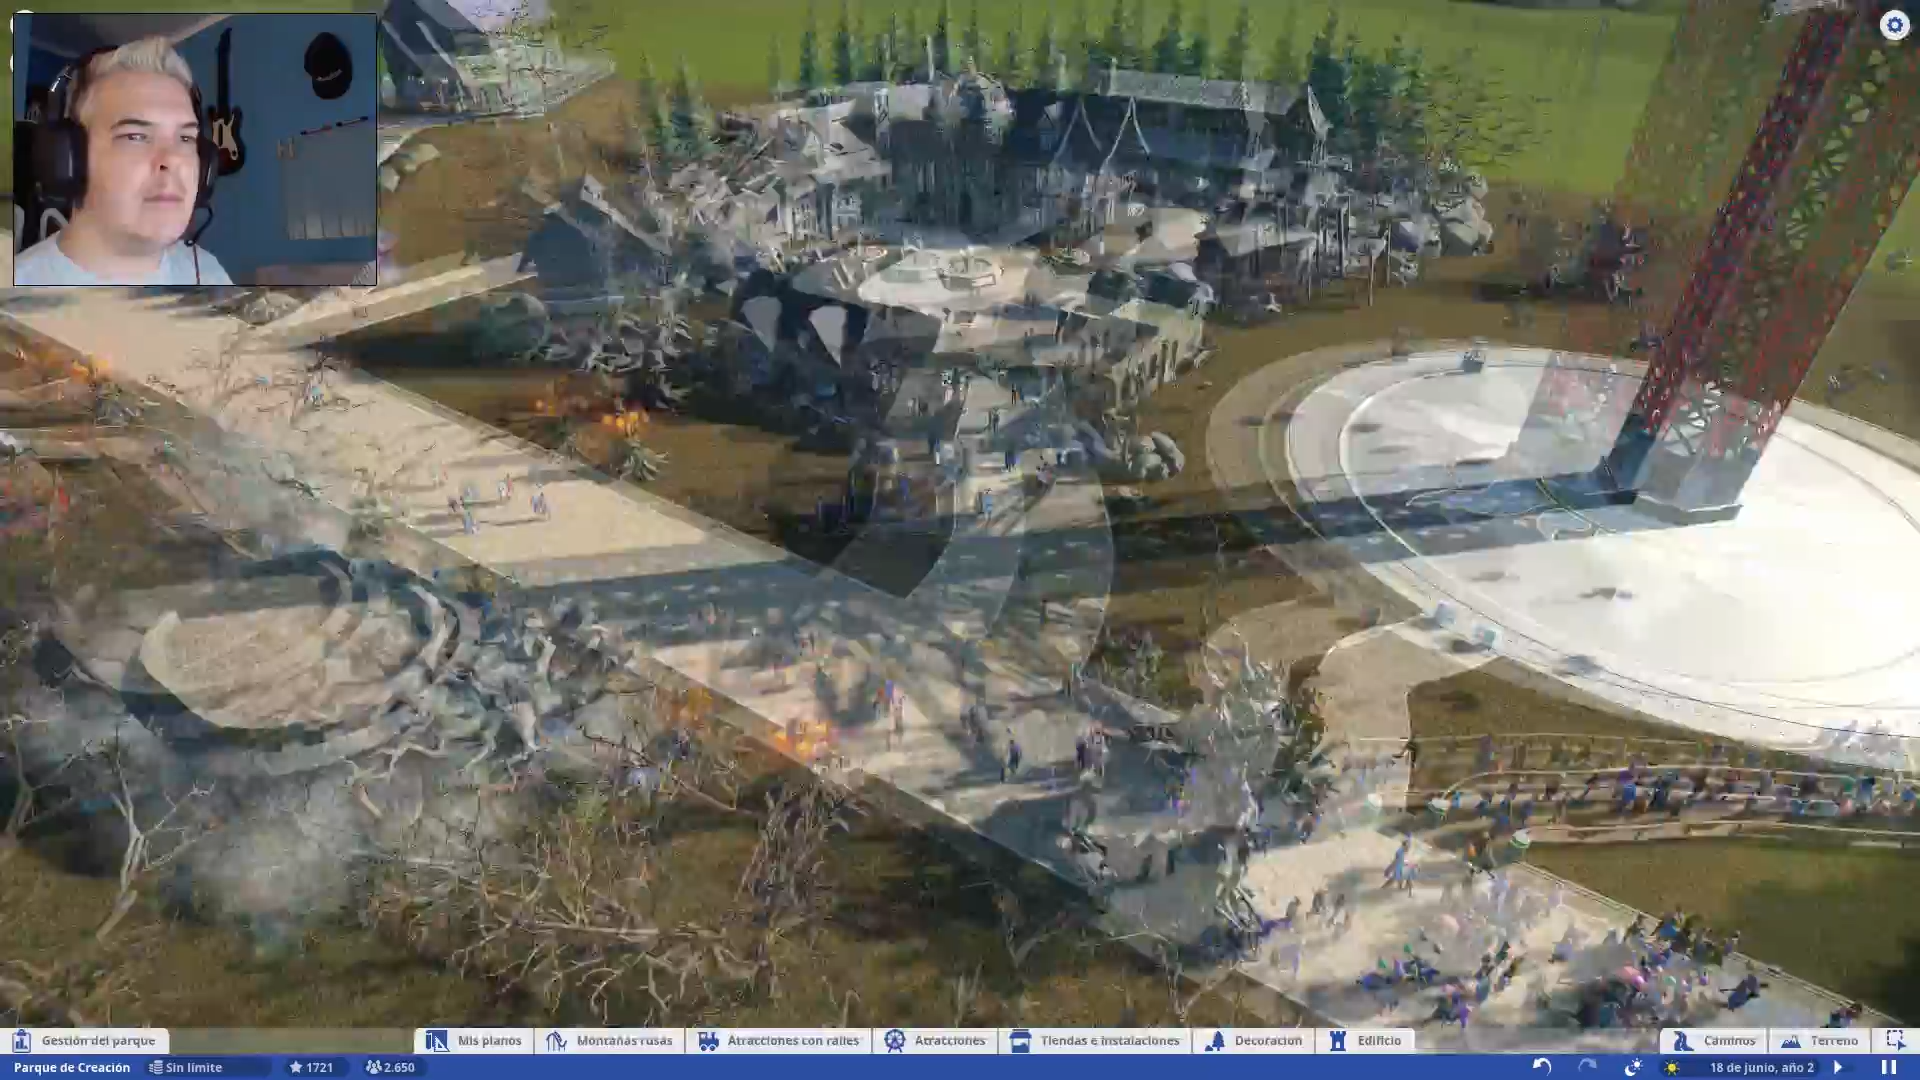 Gestión del parque
Mis planos
Montañas rusas
Atracciones con raíles
Atracciones
Tiendas e instalaciones
Decoración
Edificio
Caminos
Terreno
Parque de Creación
Sin límite
1721
2.650
18 de junio, año 2